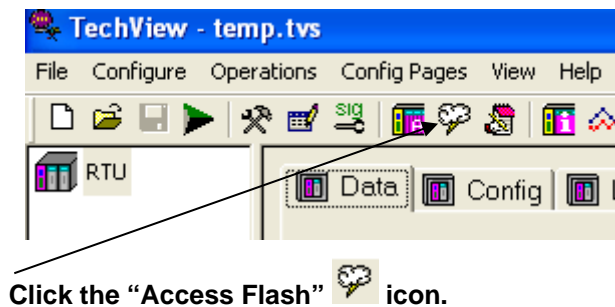 TechView - temp.tvs
File Configure Operations Config Pages View Help
sig
RTU
Data Config
Click the “Access Flash” icon.